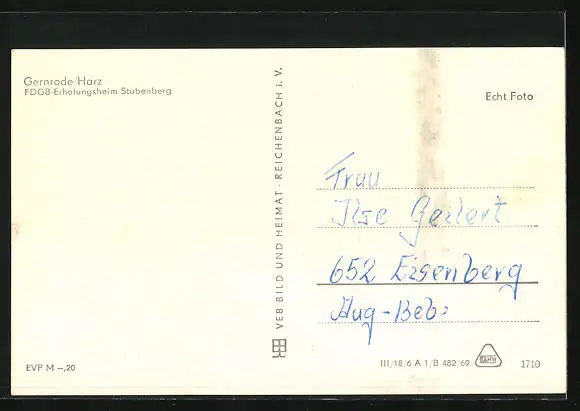 Gernrode/Harz
FDGB-Erholungsheim Stubenberg
VEB BILD UND HEIMAT · REICHENBACH i. V.
Echt Foto
Frau
Ilse Geilert
652 Eisenberg
Aug-Beb:
EVP M –,20
III/18/6 A 1/B 482/69
1710